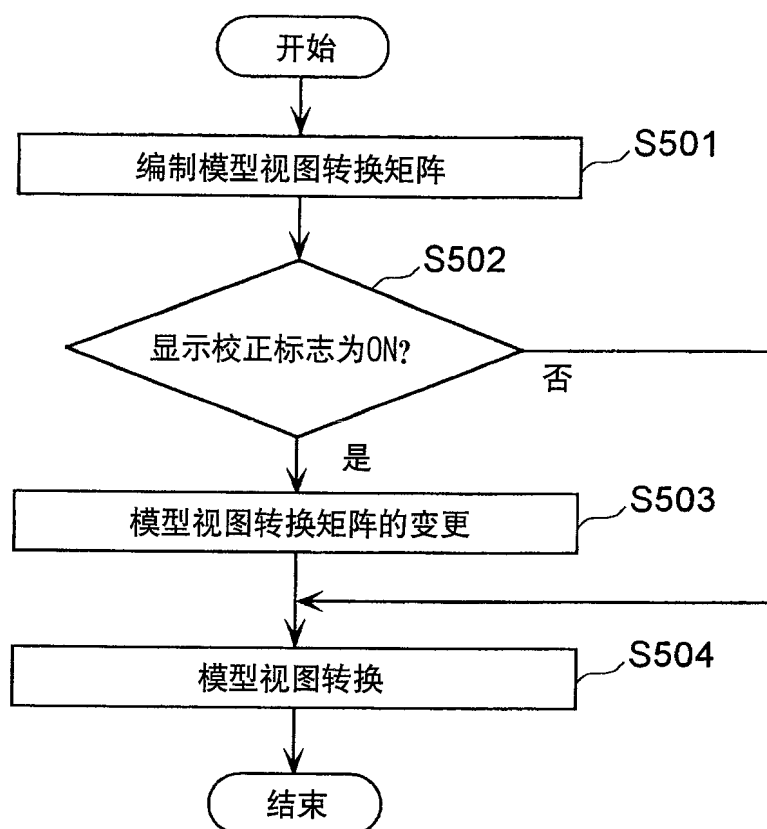 开始
编制模型视图转换矩阵
S501
S502
显示校正标志为ON?
否
是
S503
模型视图转换矩阵的变更
S504
模型视图转换
结束